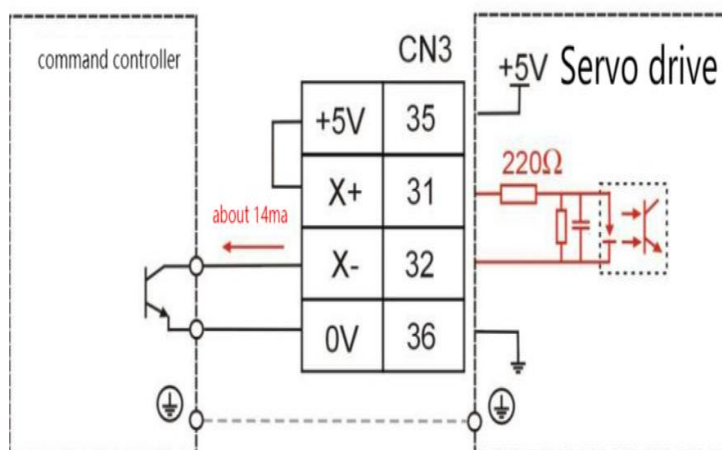 command controller
CN3
+5V Servo drive
+5V 35
X+ 31
220Ω
about 14ma
X- 32
0V 36